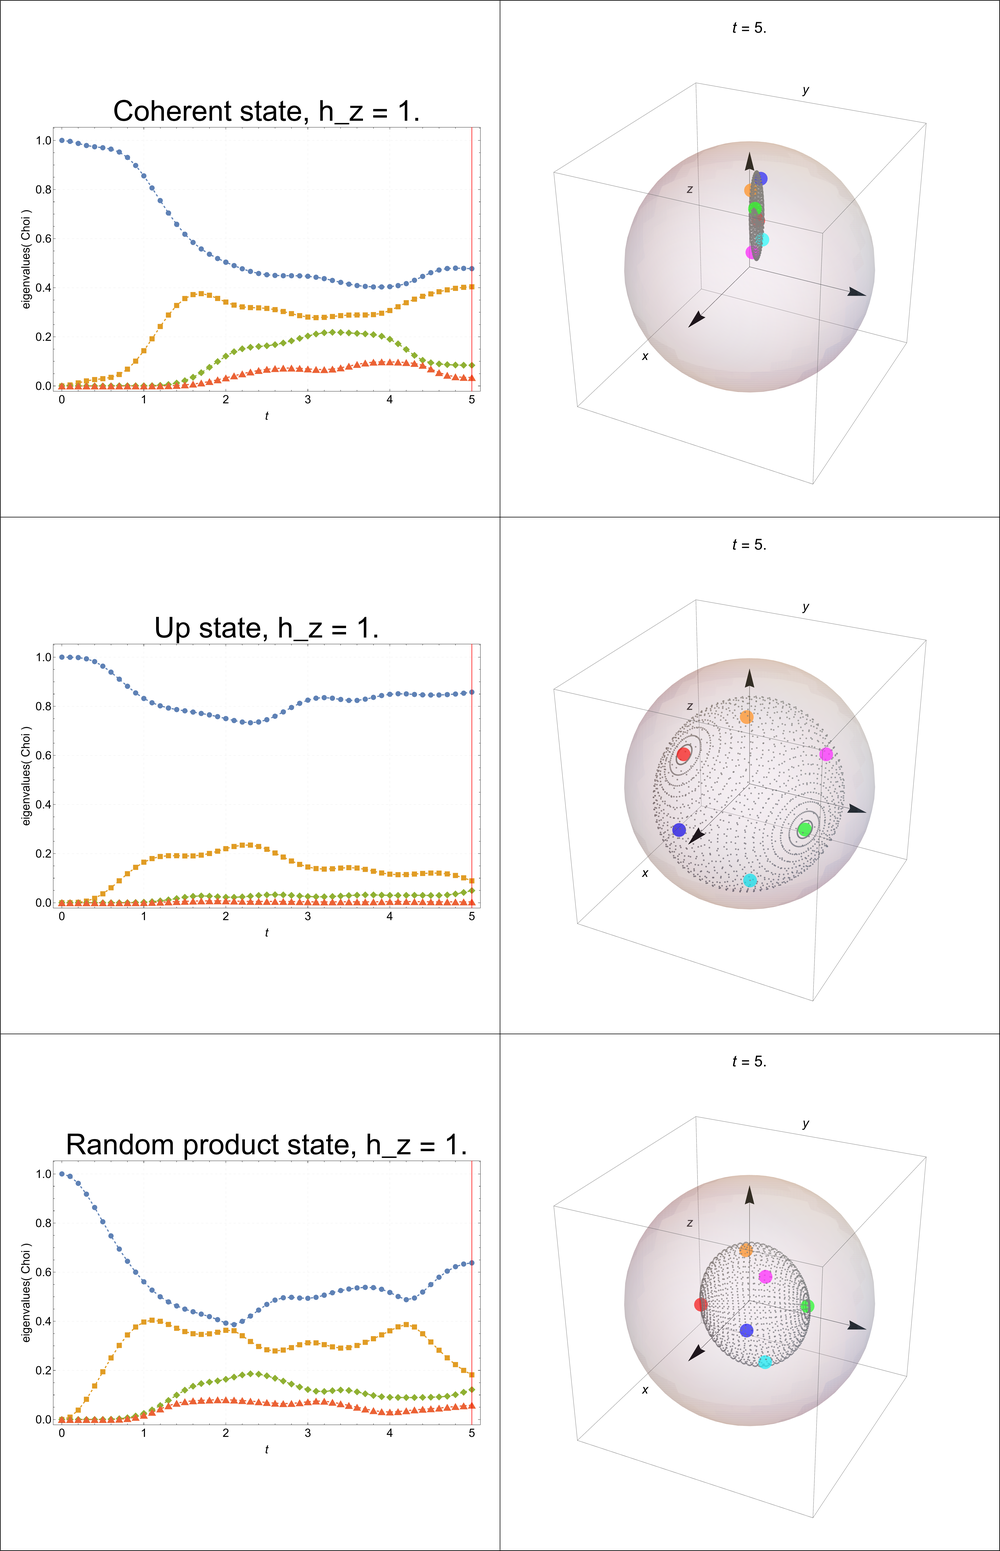 t = 5.
y
z
x
Coherent state, h_z = 1.
eigenvalues( Choi )
1.0
0.8
0.6
0.4
0.2
0.0
0 1 2 3 4 5
t
t = 5.
y
z
x
Up state, h_z = 1.
eigenvalues( Choi )
1.0
0.8
0.6
0.4
0.2
0.0
0 1 2 3 4 5
t
t = 5.
y
z
x
Random product state, h_z = 1.
eigenvalues( Choi )
1.0
0.8
0.6
0.4
0.2
0.0
0 1 2 3 4 5
t